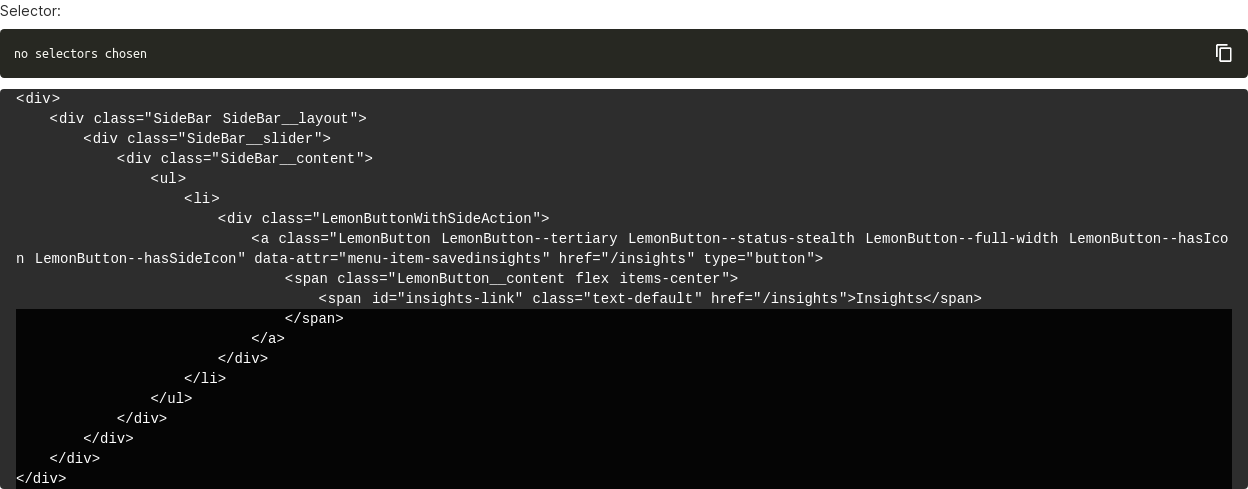 Selector:
no selectors chosen
<div>
    <div class="SideBar SideBar__layout">
        <div class="SideBar__slider">
            <div class="SideBar__content">
                <ul>
                    <li>
                        <div class="LemonButtonWithSideAction">
                            <a class="LemonButton LemonButton--tertiary LemonButton--status-stealth LemonButton--full-width LemonButton--hasIco
n LemonButton--hasSideIcon" data-attr="menu-item-savedinsights" href="/insights" type="button">
                                <span class="LemonButton__content flex items-center">
                                    <span id="insights-link" class="text-default" href="/insights">Insights</span>
                                </span>
                            </a>
                        </div>
                    </li>
                </ul>
            </div>
        </div>
    </div>
</div>